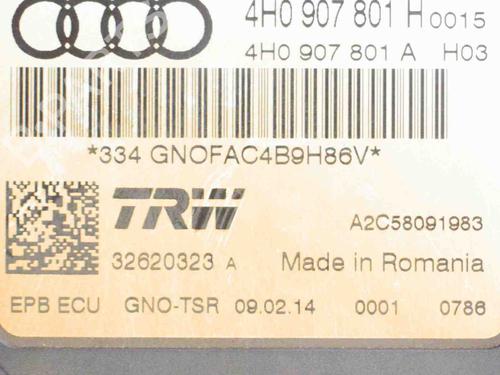 4H0 907 801 H 0015
4H0 907 801 A H03
*334 GNOFAC4B9H86V*
TRW
A2C58091983
32620323 A
Made in Romania
EPB ECU GNO-TSR 09.02.14 0001 0786